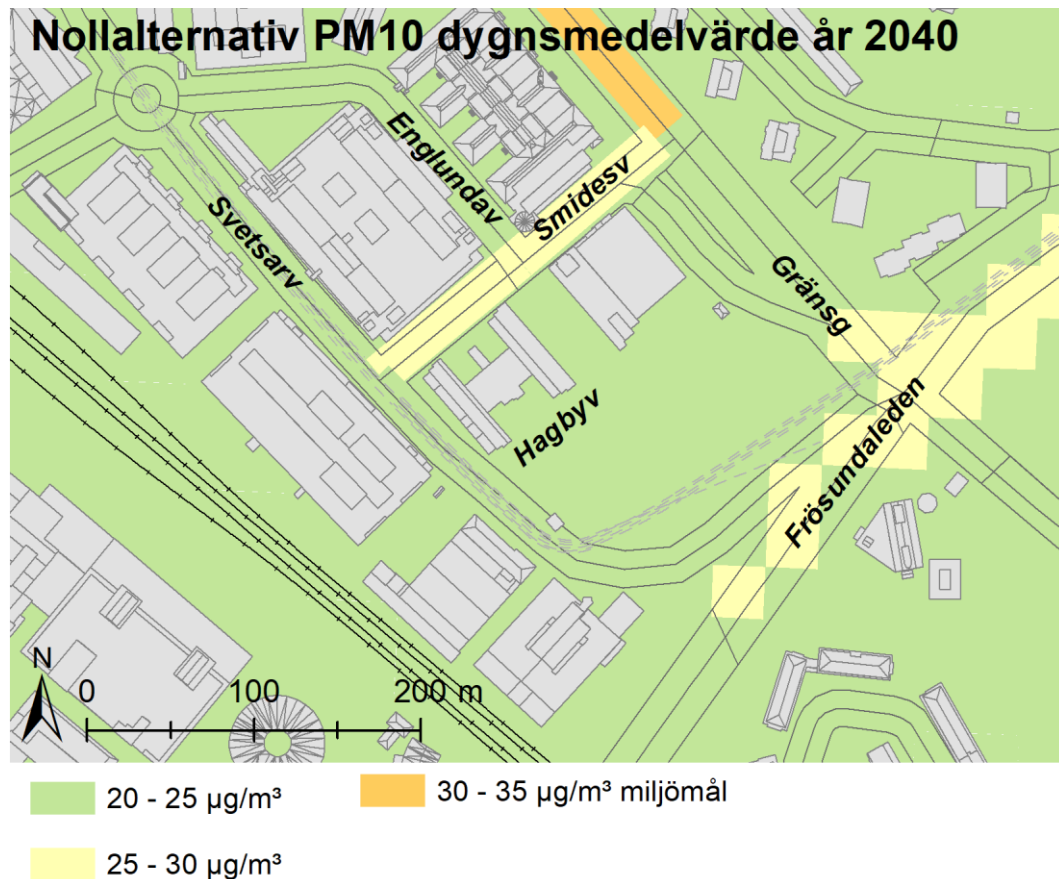 Nollalternativ PM10 dygnsmedelvärde år 2040
Englundav
Smidesv
Svetsarv
Gränsg
Hagbyv
Frösundaleden
N
0 100 200 m
20 - 25 µg/m³
30 - 35 µg/m³ miljömål
25 - 30 µg/m³